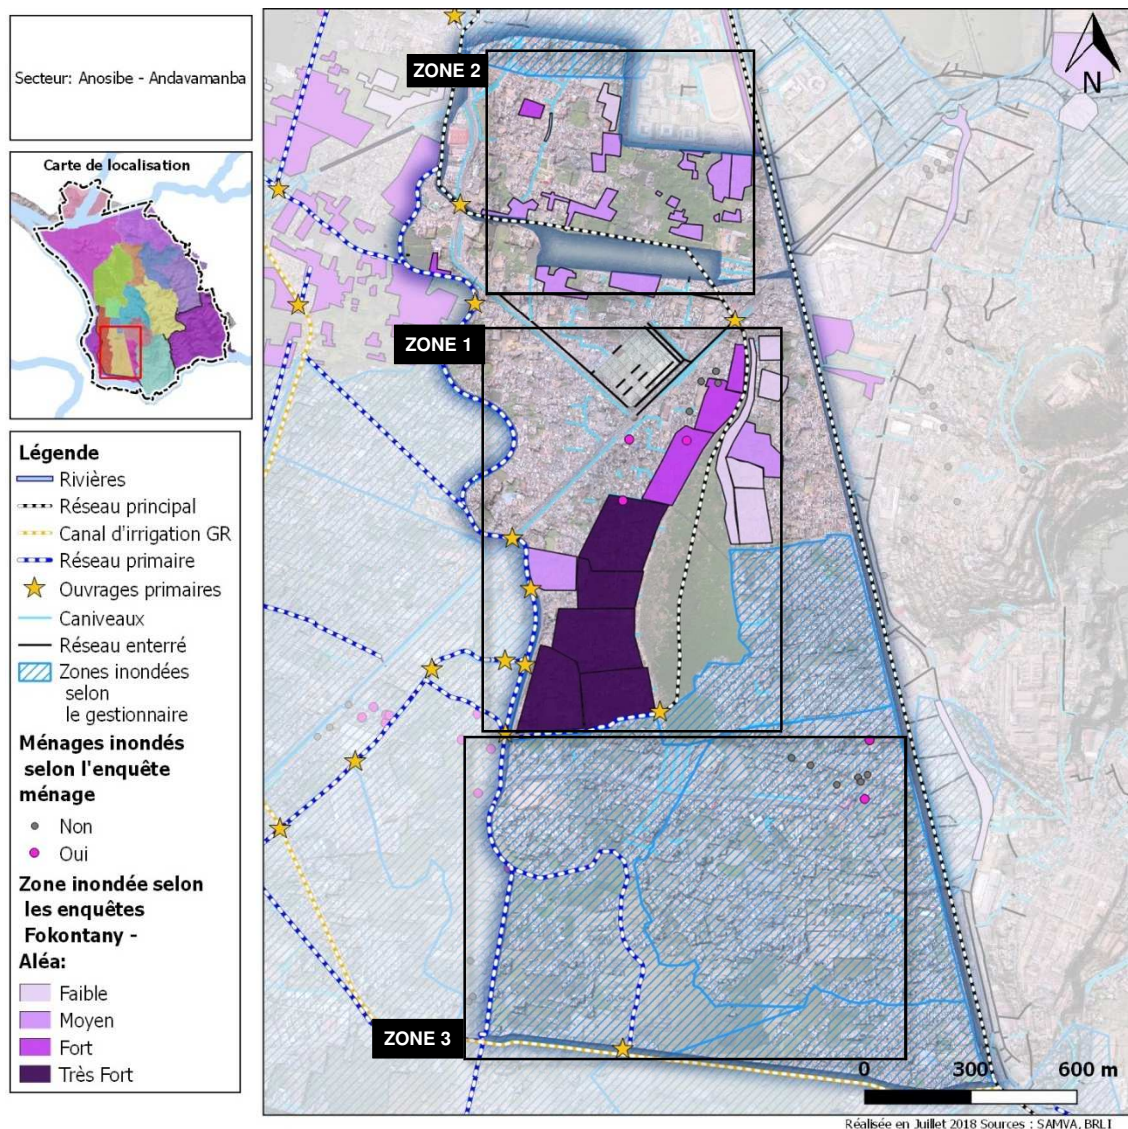 Secteur: Anosibe - Andavamanba
Carte de localisation
Légende
Rivières
Réseau principal
Canal d'irrigation GR
Réseau primaire
Ouvrages primaires
Caniveaux
Réseau enterré
Zones inondées
selon
le gestionnaire
Ménages inondés
selon l'enquête
ménage
Non
Oui
Zone inondée selon
les enquêtes
Fokontany -
Aléa:
Faible
Moyen
Fort
Très Fort
ZONE 2
N
ZONE 1
ZONE 3
0 300 600 m
Réalisée en Juillet 2018 Sources : SAMVA, BRLI